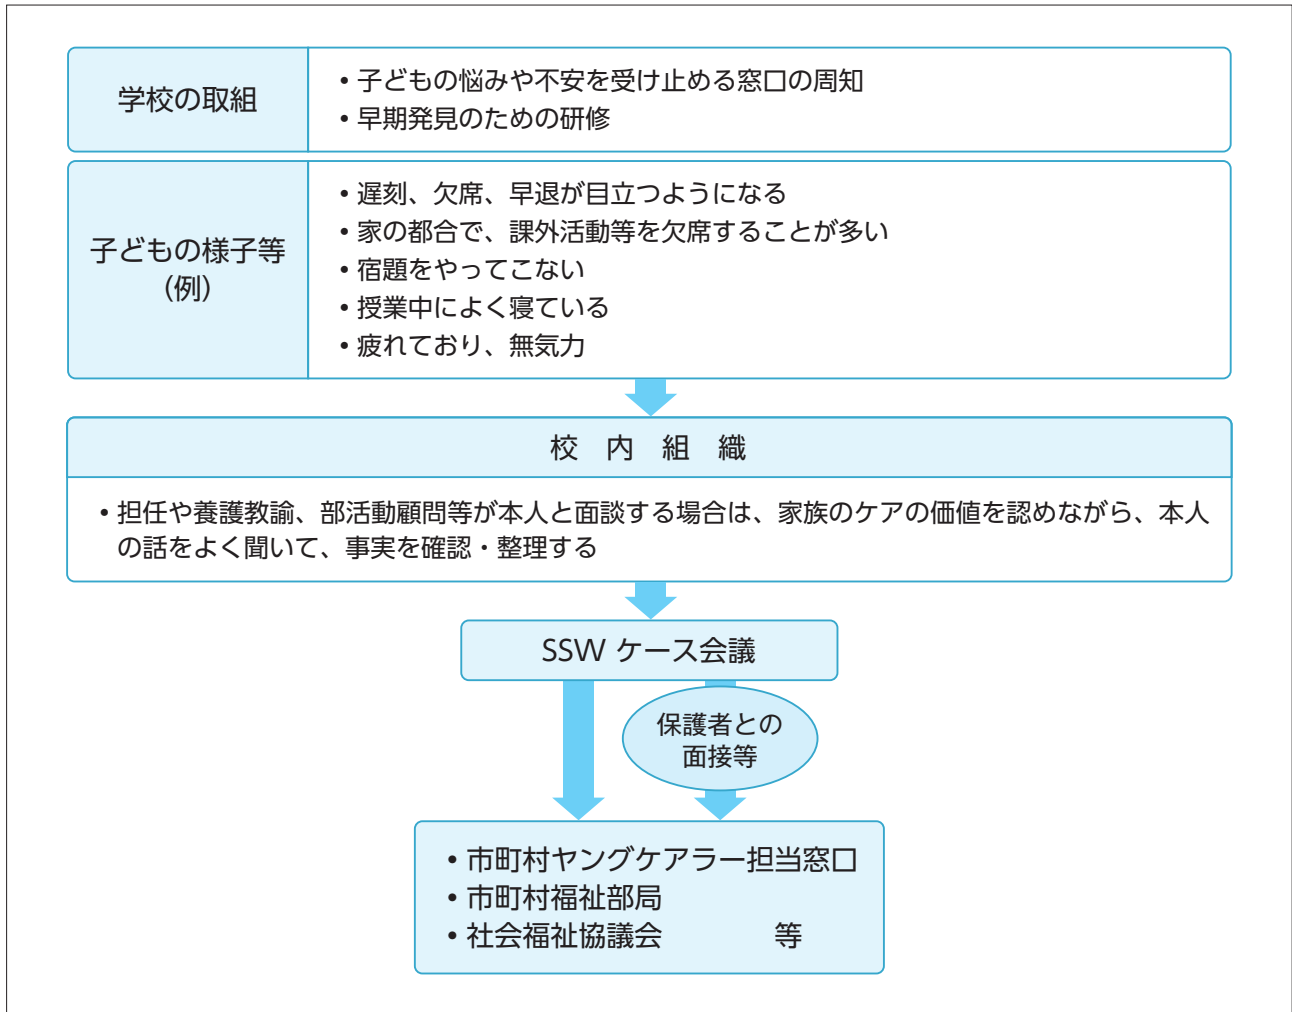 学校の取組
・子どもの悩みや不安を受け止める窓口の周知
・早期発見のための研修
子どもの様子等
（例）
・遅刻、欠席、早退が目立つようになる
・家の都合で、課外活動等を欠席することが多い
・宿題をやってこない
・授業中によく寝ている
・疲れており、無気力
校内組織
・担任や養護教諭、部活動顧問等が本人と面談する場合は、家族のケアの価値を認めながら、本人
の話をよく聞いて、事実を確認・整理する
SSW ケース会議
保護者との
面接等
・市町村ヤングケアラー担当窓口
・市町村福祉部局
・社会福祉協議会　　　　等